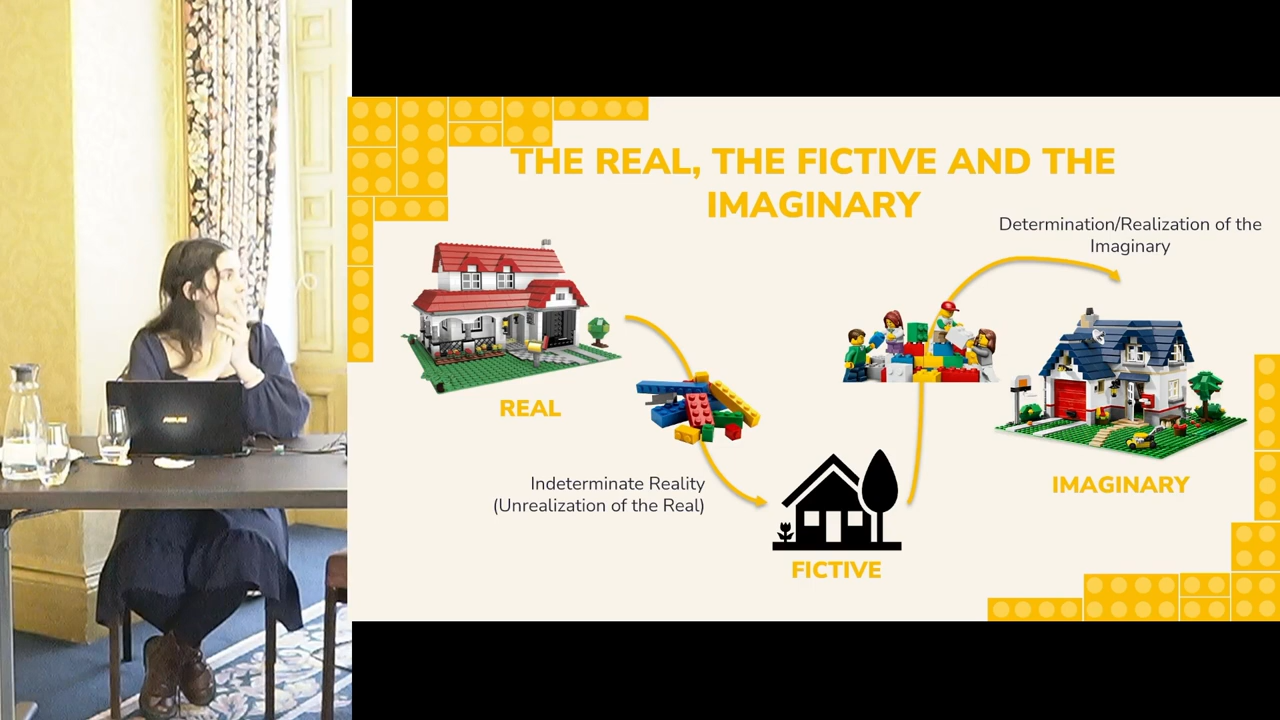 THE REAL, THE FICTIVE AND THE
IMAGINARY
Determination/Realization of the
Imaginary
REAL
Indeterminate Reality
(Unrealization of the Real)
IMAGINARY
FICTIVE
ASUS